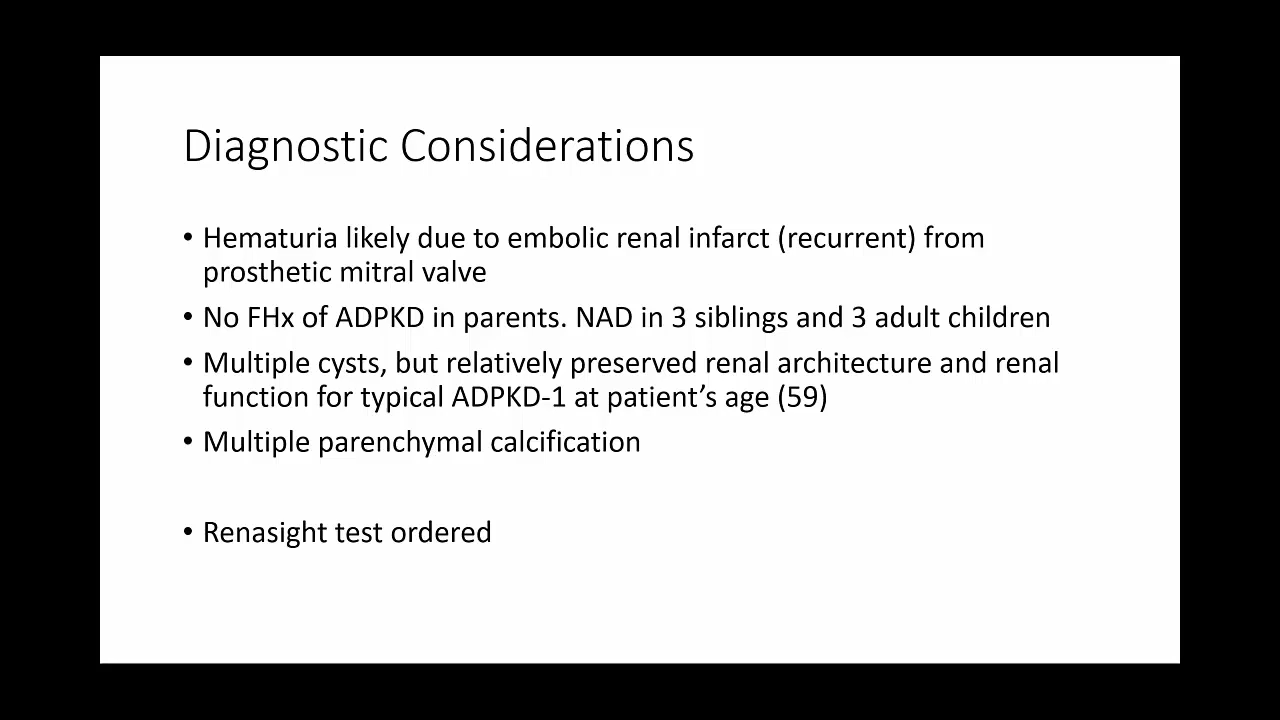 Diagnostic Considerations
• Hematuria likely due to embolic renal infarct (recurrent) from
prosthetic mitral valve
• No FHx of ADPKD in parents. NAD in 3 siblings and 3 adult children
• Multiple cysts, but relatively preserved renal architecture and renal
function for typical ADPKD-1 at patient’s age (59)
• Multiple parenchymal calcification
• Renasight test ordered